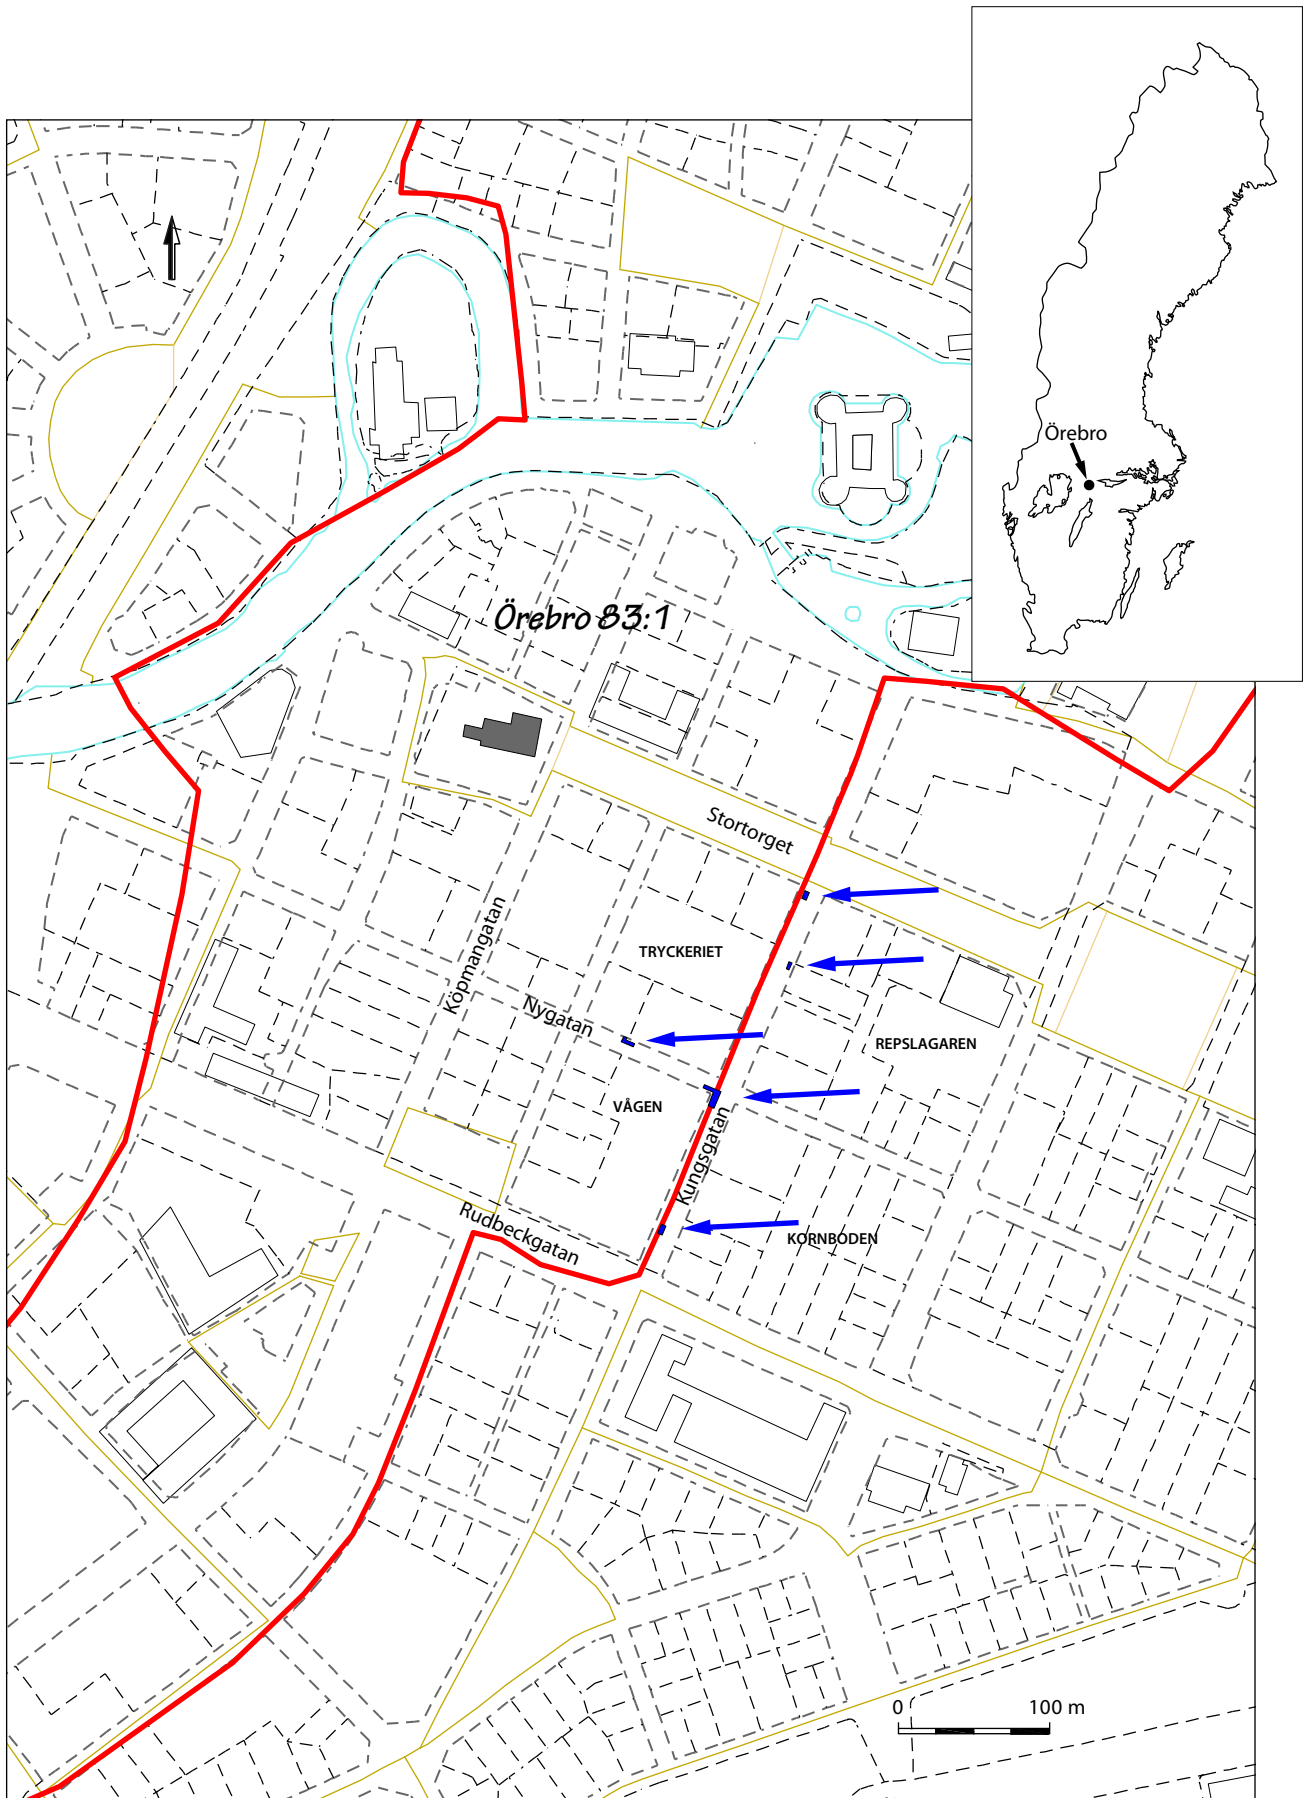 Örebro
Örebro 83:1
Stortorget
Köpmangatan
TRYCKERIET
Nygatan
REPSLAGAREN
VÅGEN
Kungsgatan
Rudbeckgatan
KORNBODEN
0 100 m